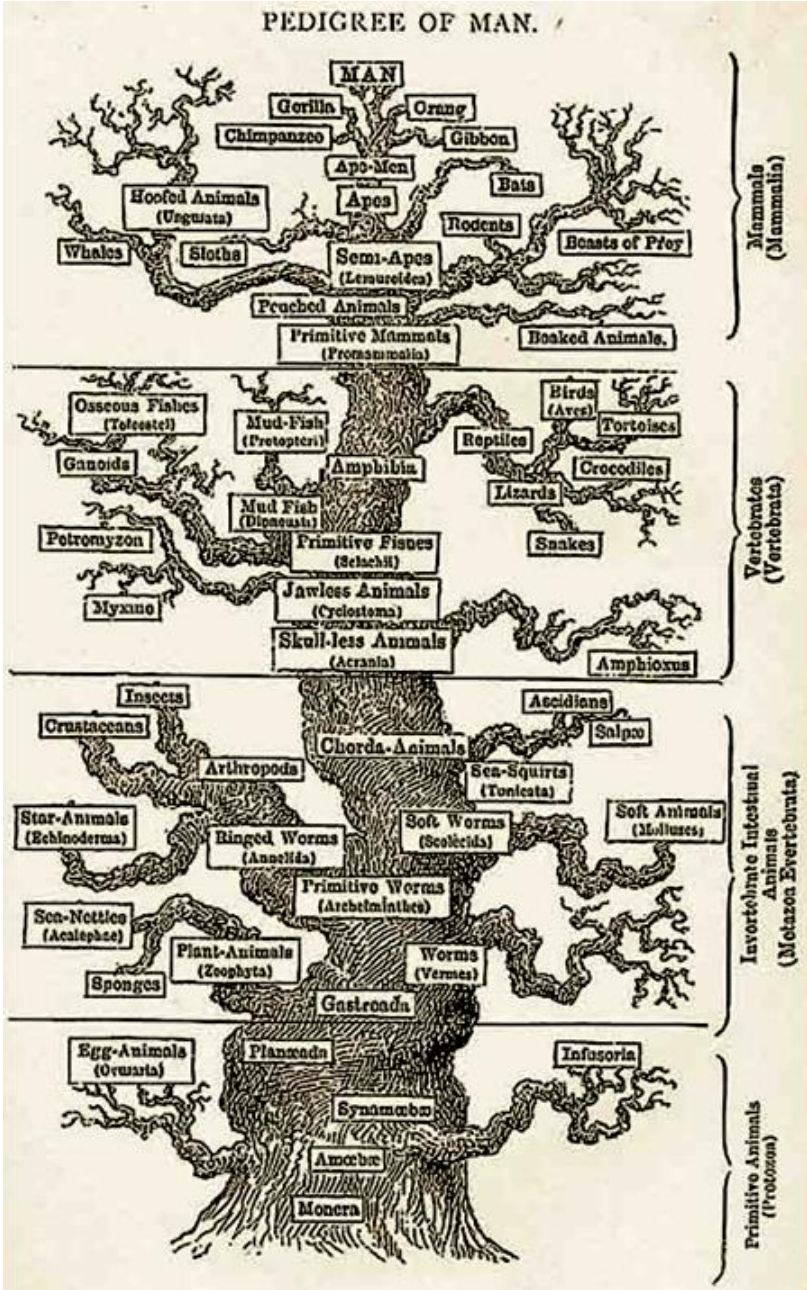 PEDIGREE OF MAN.
MAN
Gorilla
Orang
Chimpanzee
Gibbon
Ape-Men
Bats
Hoofed Animals
(Ungulata)
Apes
Rodents
Whales
Sloths
Semi-Apes
(Lemuroidea)
Beasts of Prey
Pouched Animals
Primitive Mammals
(Promammalia)
Beaked Animals.
Mammals
(Mammalia)
Osseous Fishes
(Teleostei)
Mud-Fish
(Protopteri)
Birds
(Aves)
Tortoises
Ganoids
Amphibia
Reptiles
Crocodiles
Lizards
Mud Fish
Petromyzon
Primitive Fishes
(Selachii)
Snakes
Myxine
Jawless Animals
(Cyclostoma)
Skull-less Animals
(Acrania)
Amphioxus
Vertebrates
(Vertebrata)
Insects
Ascidians
Crustaceans
Salpæ
Chorda-Animals
Arthropods
Sea-Squirts
(Tunicata)
Star-Animals
(Echinoderma)
Ringed Worms
(Annelida)
Soft Worms
(Scolecida)
Soft Animals
(Molluscs)
Primitive Worms
(Archelminthes)
Sea-Nettles
(Acalephae)
Plant-Animals
(Zoophyta)
Worms
(Vermes)
Sponges
Gastreada
Invertebrate Intestinal
Animals
(Metazoa Evertebrata)
Egg-Animals
(Ovularia)
Planæada
Infusoria
Synamœbæ
Amœbæ
Monera
Primitive Animals
(Protozoa)